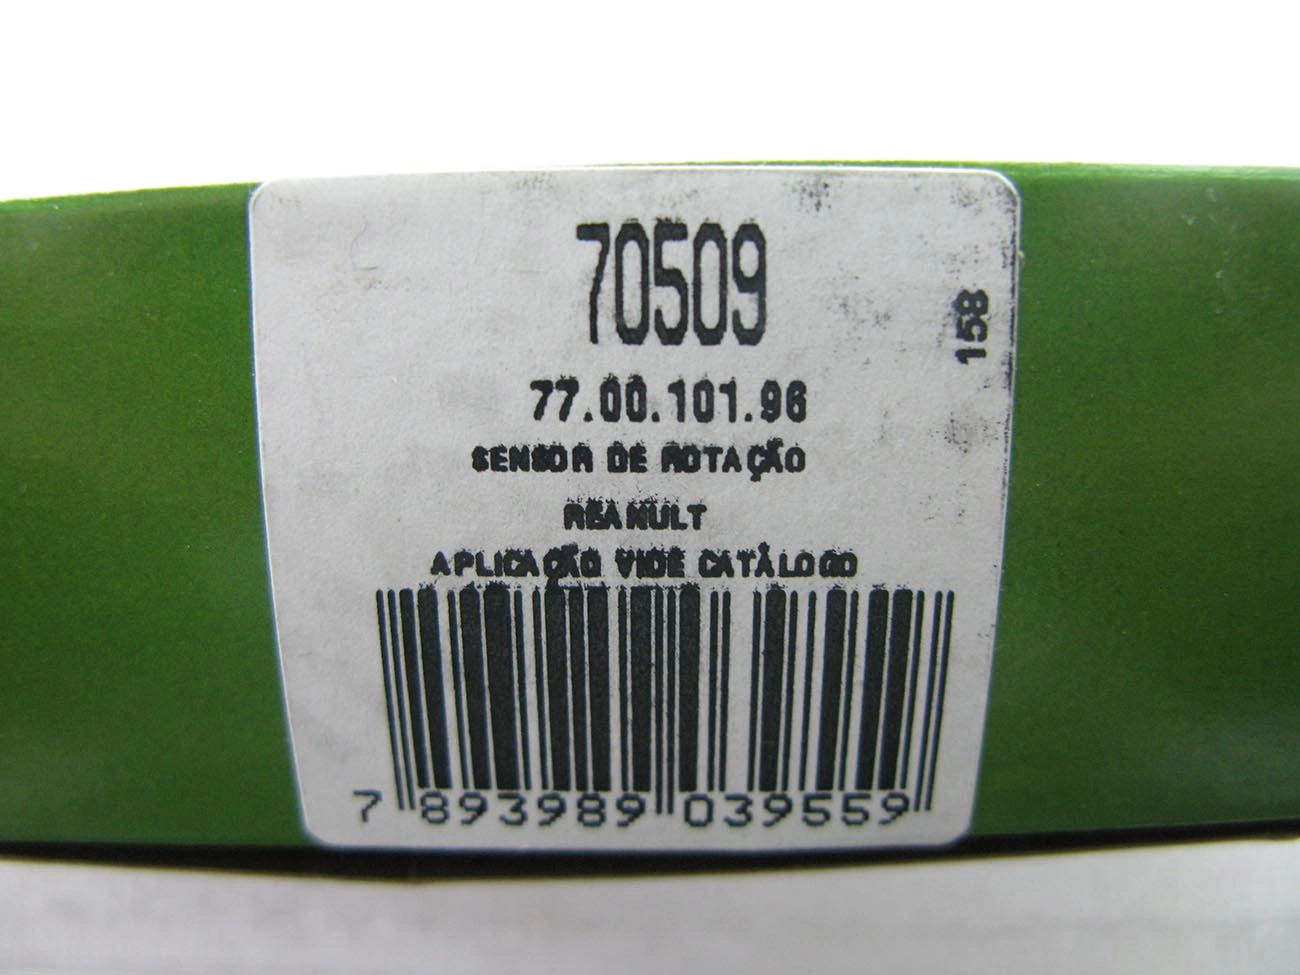 70509
158
77.00.101.96
SENSOR DE ROTAÇÃO
REANULT
APLICAÇÃO VIDE CATÁLOGO
7 893989 039559